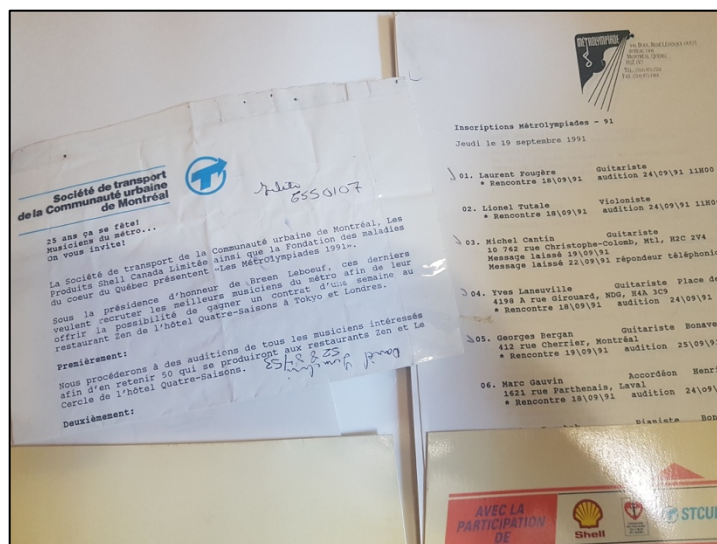 Société de transport
de la Communauté urbaine
de Montréal
6550107
25 ans ça se fête!
Musiciens du métro...
On vous invite!
La Société de transport de la Communauté urbaine de Montréal, Les
Produits Shell Canada Limitée ainsi que la Fondation des maladies
du coeur du Québec présentent «Les MétrOlympiades 1991».
Sous la présidence d'honneur de Breen Leboeuf, ces derniers
veulent recruter les meilleurs musiciens du métro afin de leur
offrir la possibilité de gagner un contrat d'une semaine au
restaurant Zen de l'hôtel Quatre-Saisons à Tokyo et Londres.
Premièrement:
Nous procéderons à des auditions de tous les musiciens intéressés
afin d'en retenir 50 qui se produiront aux restaurants Zen et Le
Cercle de l'hôtel Quatre-Saisons.
David
Deuxièmement:
MÉTROLYMPIADE
MONTRÉAL, QUÉBEC
Inscriptions MétrOlympiades - 91
Jeudi le 19 septembre 1991
01. Laurent Fougère Guitariste
* Rencontre 18\09\91 audition 24\09\91 11H00
02. Lionel Tutale Violoniste
audition 24\09\91 11H00
03. Michel Cantin Guitariste
10 762 rue Christophe-Colomb, Mtl, H2C 2V4
Message laissé 19\09\91
Message laissé 22\09\91 répondeur téléphoni
04. Yves Laneuville Guitariste Place de
4198 A rue Girouard, NDG, H4A 3C9
* Rencontre 18\09\91 audition 24\09\91
05. Georges Bergan Guitariste Bonave
412 rue Cherrier, Montréal
* Rencontre 19\09\91 audition 25\09\91
06. Marc Gauvin Accordéon Henri
1621 rue Parthenais, Laval
* Rencontre 18\09\91 audition 24\09\
Pianiste Bon
AVEC LA
PARTICIPATION
DE
Shell
STCUM